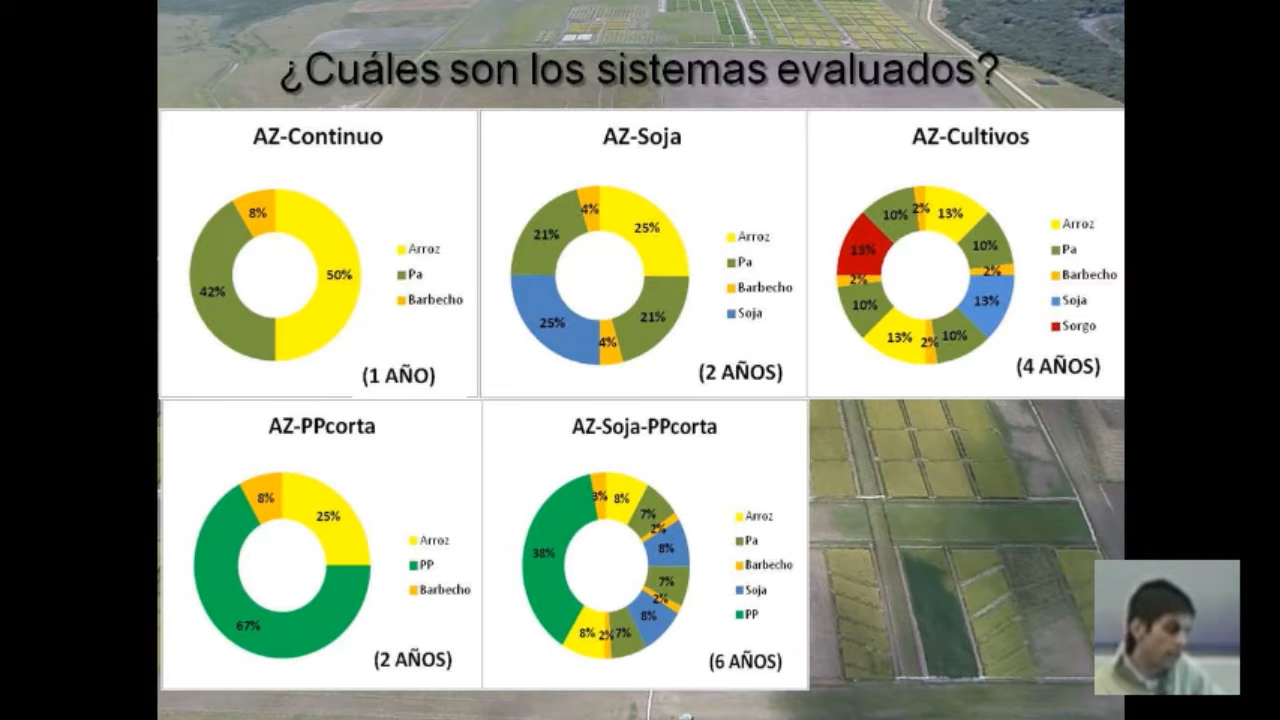 ¿Cuáles son los sistemas evaluados?
AZ-Continuo
8%
50%
42%
Arroz
Pa
Barbecho
(1 AÑO)
AZ-Soja
4%
25%
21%
21%
25%
4%
Arroz
Pa
Barbecho
Soja
(2 AÑOS)
AZ-Cultivos
10%
2%
13%
10%
2%
13%
10%
2%
13%
10%
2%
13%
Arroz
Pa
Barbecho
Soja
Sorgo
(4 AÑOS)
AZ-PPcorta
8%
25%
67%
Arroz
PP
Barbecho
(2 AÑOS)
AZ-Soja-PPcorta
3%
8%
7%
2%
8%
7%
2%
8%
7%
2%
8%
38%
Arroz
Pa
Barbecho
Soja
PP
(6 AÑOS)